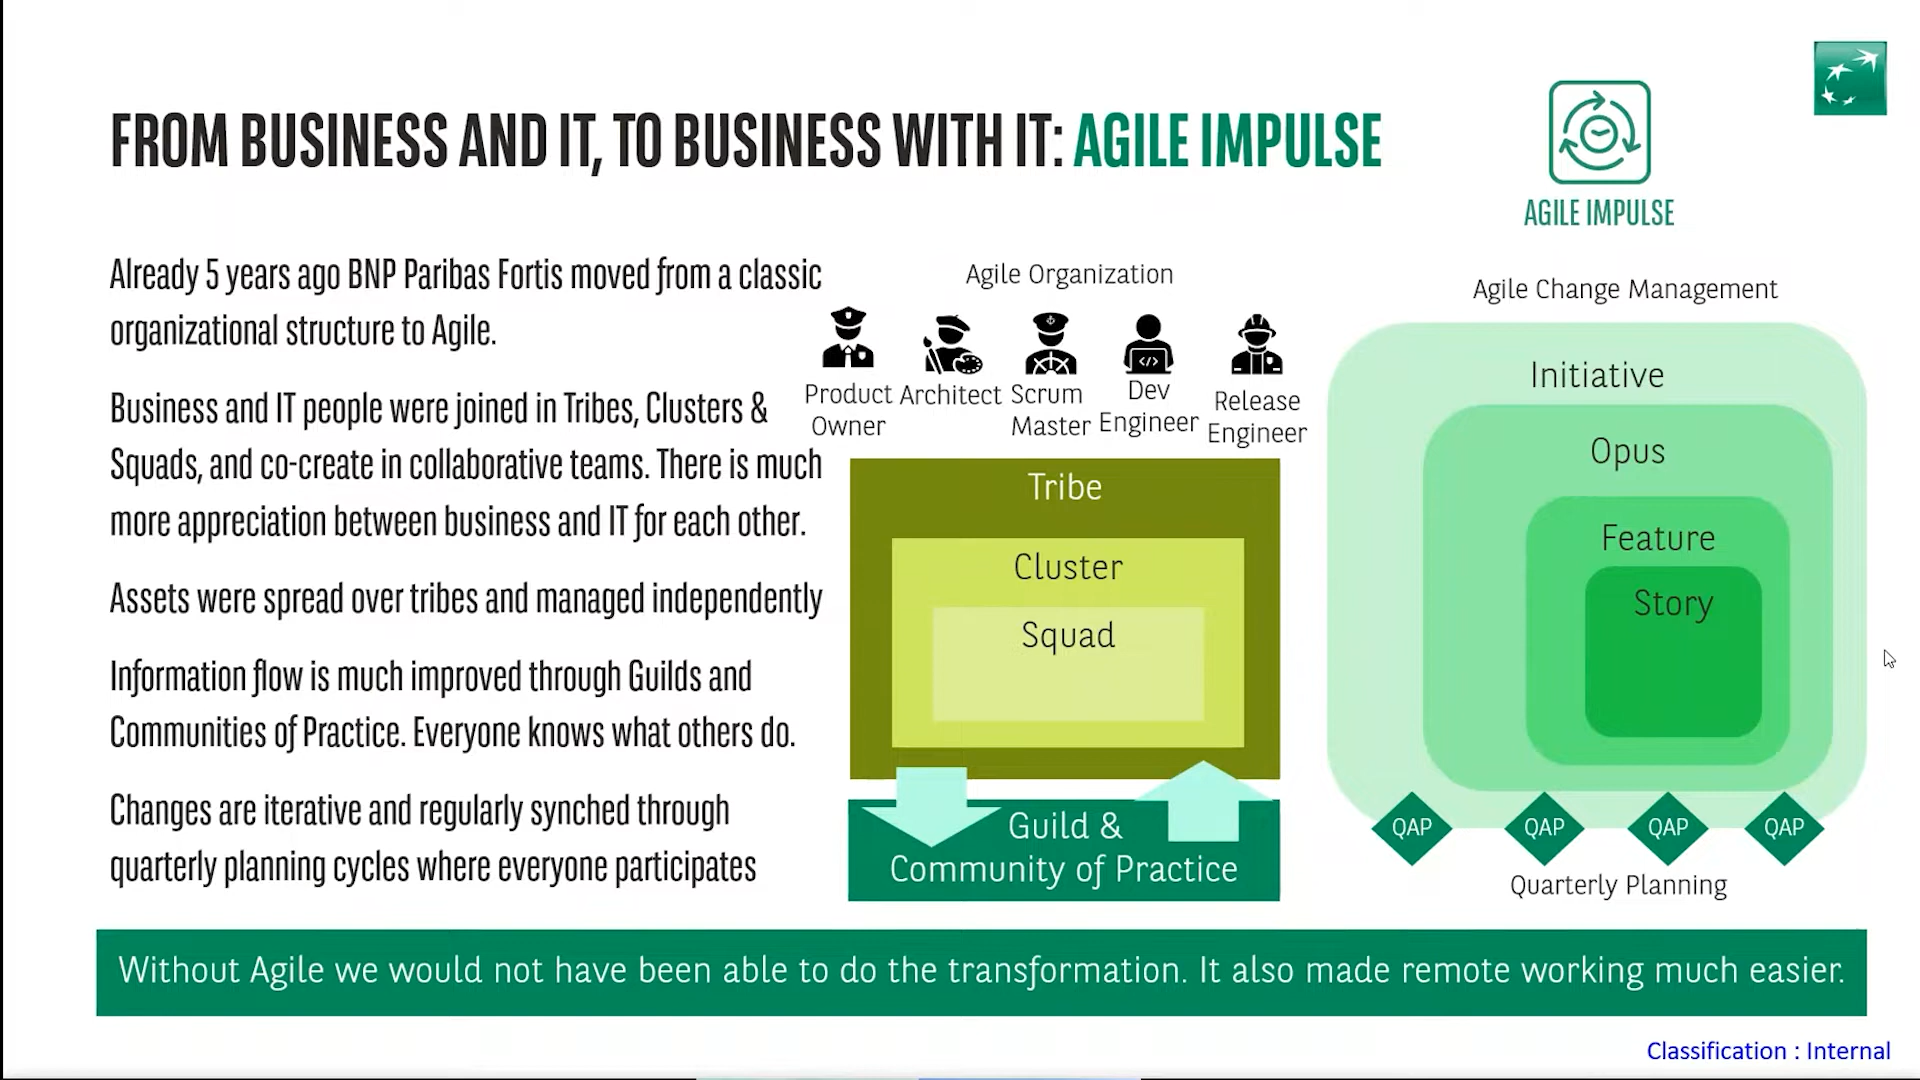 FROM BUSINESS AND IT, TO BUSINESS WITH IT: AGILE IMPULSE
AGILE IMPULSE
Already 5 years ago BNP Paribas Fortis moved from a classic
organizational structure to Agile.
Business and IT people were joined in Tribes, Clusters &
Squads, and co-create in collaborative teams. There is much
more appreciation between business and IT for each other.
Assets were spread over tribes and managed independently
Information flow is much improved through Guilds and
Communities of Practice. Everyone knows what others do.
Changes are iterative and regularly synched through
quarterly planning cycles where everyone participates
Agile Organization
Product
Owner
Architect
Scrum
Master
Dev
Engineer
Release
Engineer
Tribe
Cluster
Squad
Guild &
Community of Practice
Agile Change Management
Initiative
Opus
Feature
Story
QAP QAP QAP QAP
Quarterly Planning
Without Agile we would not have been able to do the transformation. It also made remote working much easier.
Classification : Internal